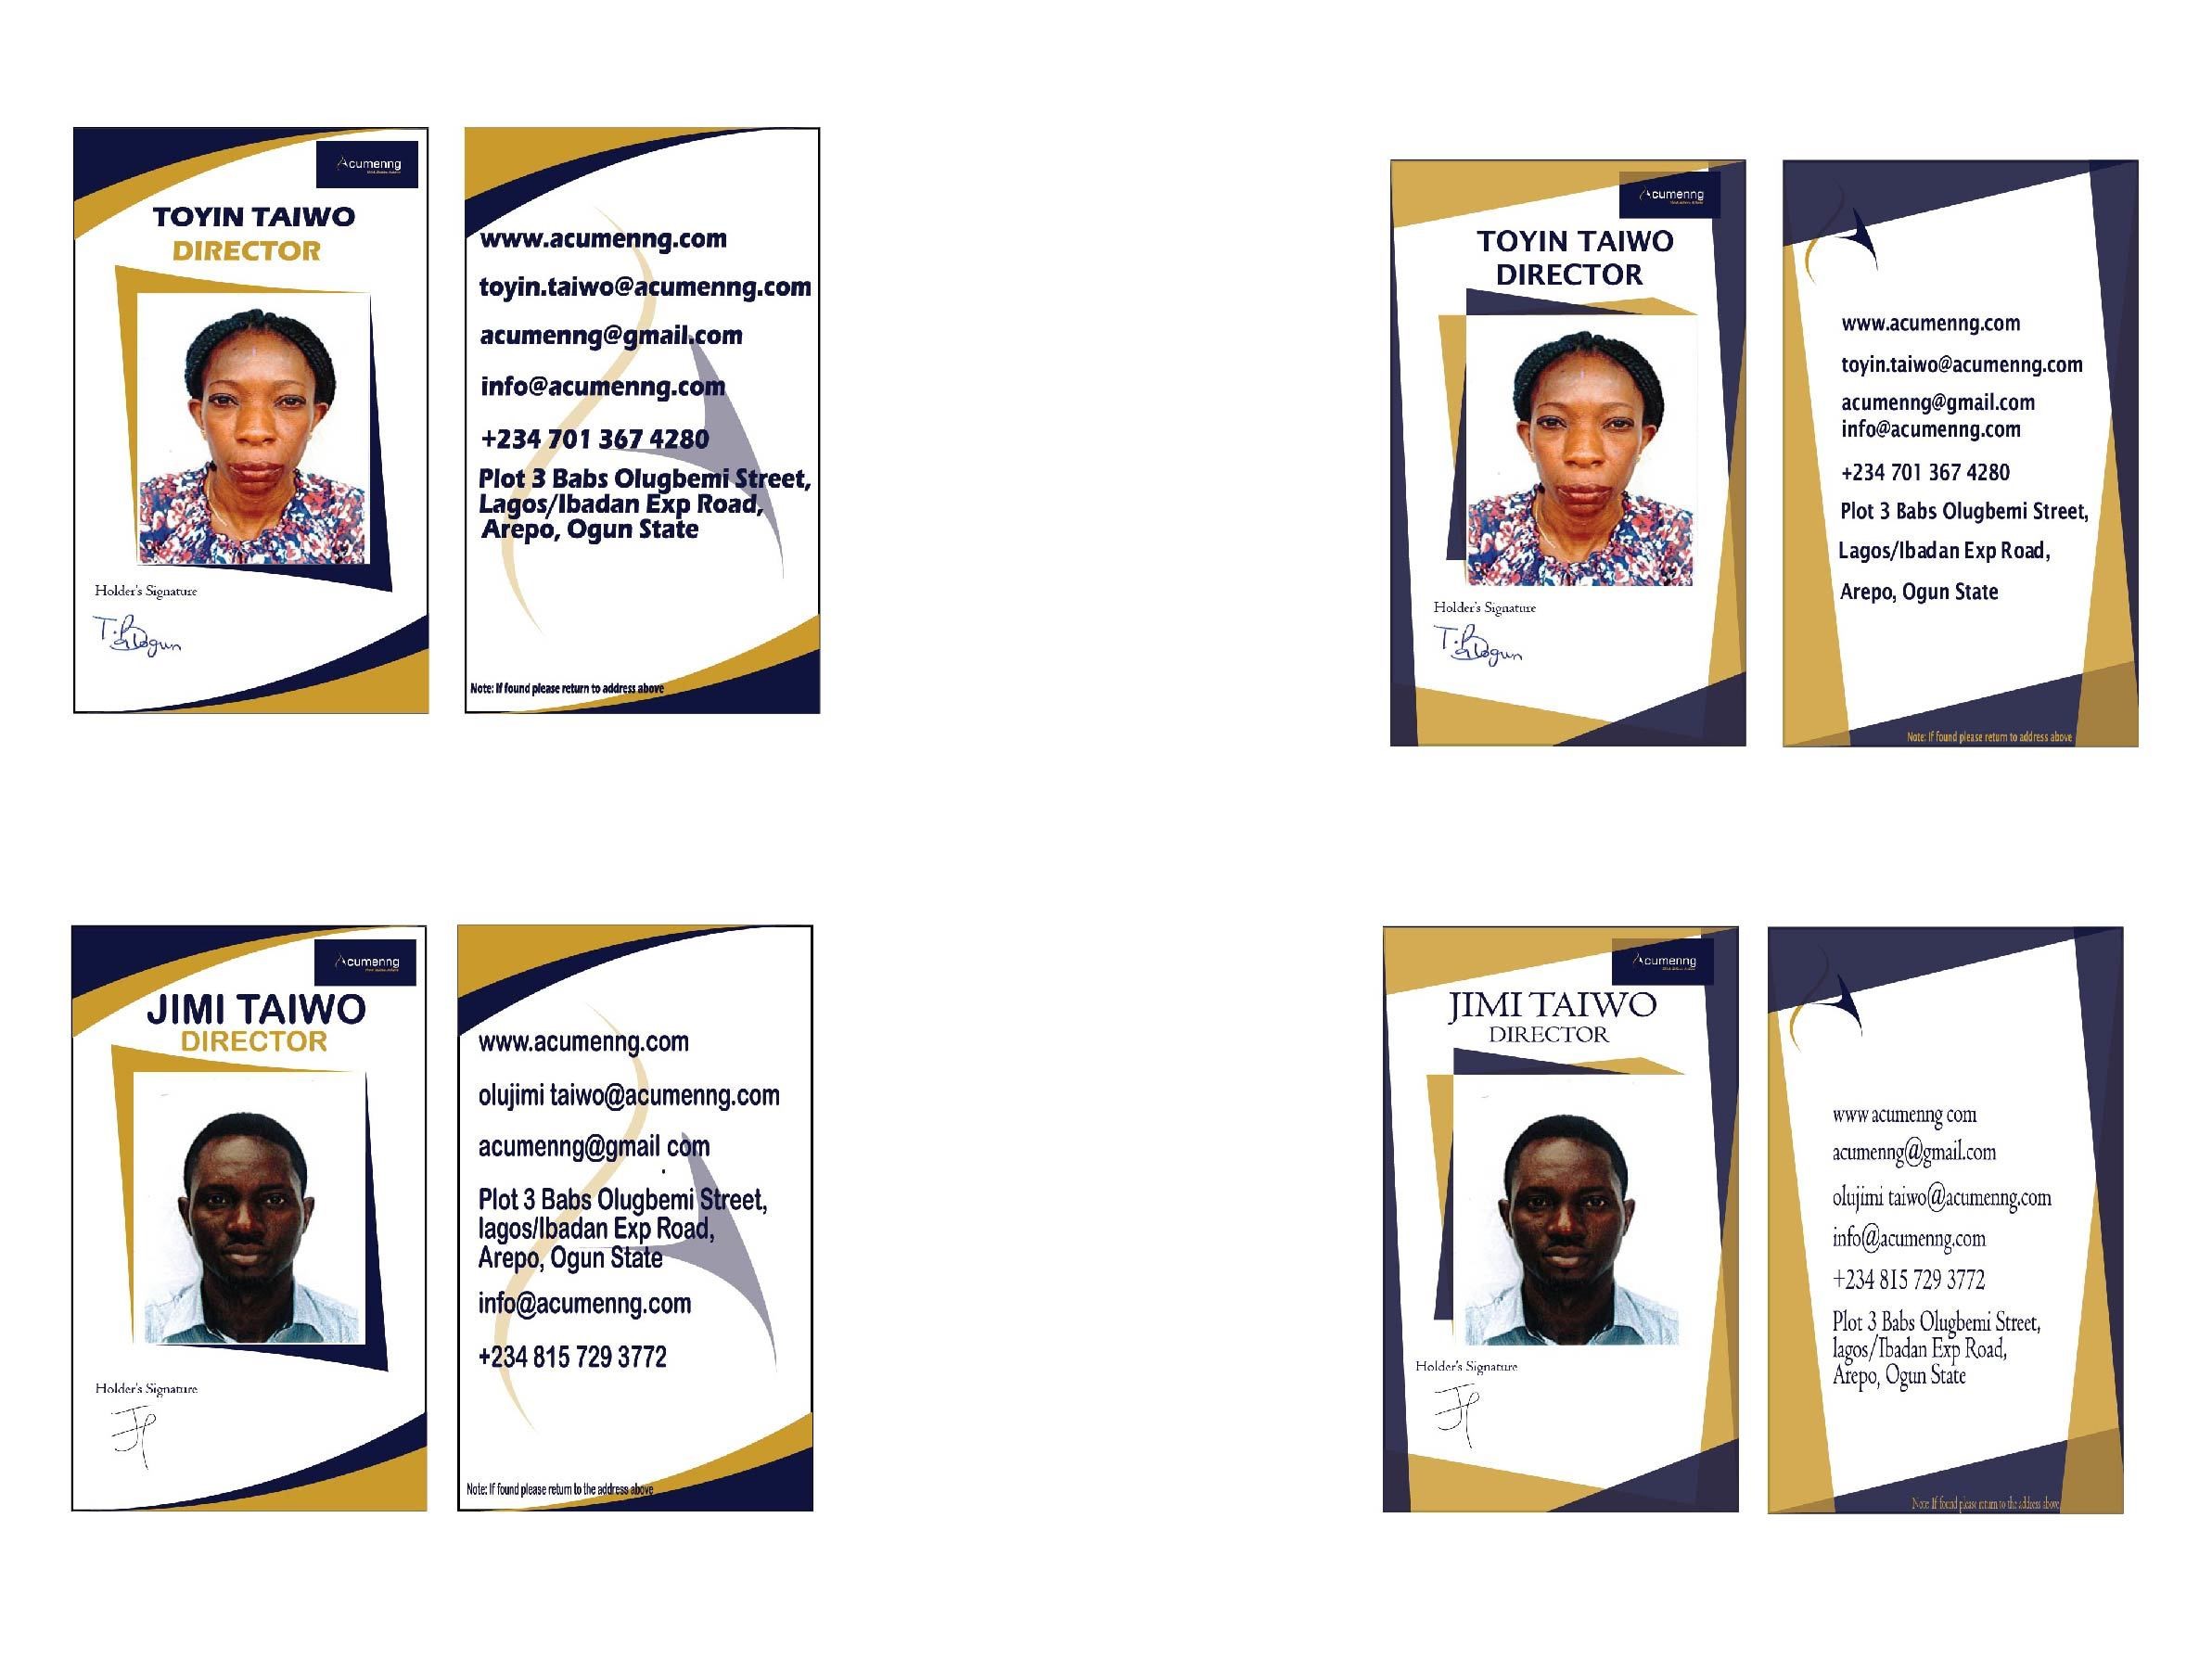 Acumenng
TOYIN TAIWO
DIRECTOR
Holder's Signature
www.acumenng.com
toyin.taiwo@acumenng.com
acumenng@gmail.com
info@acumenng.com
+234 701 367 4280
Plot 3 Babs Olugbemi Street,
Lagos/Ibadan Exp Road,
Arepo, Ogun State
Note: If found please return to address above
Acumenng
TOYIN TAIWO
DIRECTOR
Holder's Signature
www.acumenng.com
toyin.taiwo@acumenng.com
acumenng@gmail.com
info@acumenng.com
+234 701 367 4280
Plot 3 Babs Olugbemi Street,
Lagos/Ibadan Exp Road,
Arepo, Ogun State
Note: If found please return to address above
Acumenng
JIMI TAIWO
DIRECTOR
Holder's Signature
www.acumenng.com
olujimi taiwo@acumenng.com
acumenng@gmail com
.
Plot 3 Babs Olugbemi Street,
lagos/Ibadan Exp Road,
Arepo, Ogun State
info@acumenng.com
+234 815 729 3772
Note: If found please return to the address above
Acumenng
JIMI TAIWO
DIRECTOR
Holder's Signature
www acumenng com
acumenng@gmail.com
olujimi taiwo@acumenng.com
info@acumenng.com
+234 815 729 3772
Plot 3 Babs Olugbemi Street,
lagos/Ibadan Exp Road,
Arepo, Ogun State
Note: If found please return to the address above